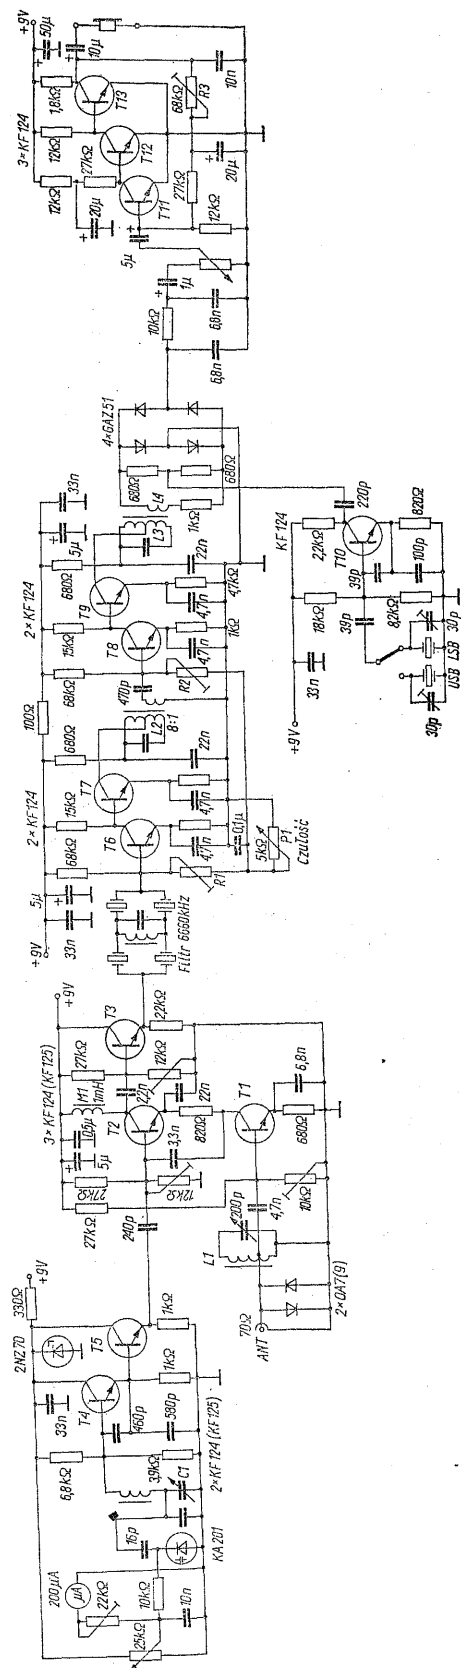 +9V
50μ
+
10μ
+
1,8kΩ
T13
3×KF124
12kΩ
27kΩ
T12
12kΩ
20μ
+
T11
5μ
+
68kΩ
R3
10n
27kΩ
20μ
+
12kΩ
1μ
+
10kΩ
6,8n
6,8n
4×GAZ51
680Ω
680Ω
1kΩ
L4
L3
33n
5μ
+
680Ω
22n
2×KF124
T9
15kΩ
4,7n
4,7kΩ
T8
68kΩ
4,7n
1kΩ
R2
470p
100Ω
L2
8:1
680Ω
22n
2×KF124
T7
15kΩ
4,7n
T6
68kΩ
4,7n
R1
0,1μ
5kΩ
P1
Czułość
5μ
+
33n
+9V
Filtr 6660kHz
KF124
2,2kΩ
T10
220p
820Ω
39p
100p
18kΩ
39p
8,2kΩ
33n
+9V
30p
LSB
USB
30p
+9V
T3
2,2kΩ
27kΩ
12kΩ
3×KF124(KF125)
M1
1mH
2,2n
T2
22n
820Ω
3,3n
5μ
+
27kΩ
12kΩ
27kΩ
240p
T1
6,8n
680Ω
200p
4,7n
10kΩ
L1
70Ω
ANT
2×OA7(9)
+9V
330Ω
2NZ70
T5
1kΩ
T4
1kΩ
33n
460p
580p
6,8kΩ
3,9kΩ
C1
2×KF124(KF125)
16p
KA201
200μA
μA
22kΩ
10kΩ
10n
25kΩ